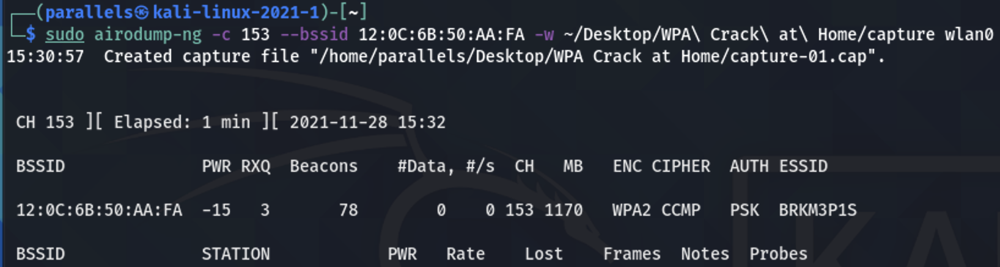 ┌──(parallels㉿kali-linux-2021-1)-[~]
└─$ sudo airodump-ng -c 153 --bssid 12:0C:6B:50:AA:FA -w ~/Desktop/WPA\ Crack\ at\ Home/capture wlan0
15:30:57  Created capture file "/home/parallels/Desktop/WPA Crack at Home/capture-01.cap".
CH 153 ][ Elapsed: 1 min ][ 2021-11-28 15:32
BSSID              PWR RXQ  Beacons    #Data, #/s  CH   MB   ENC CIPHER  AUTH ESSID
12:0C:6B:50:AA:FA  -15   3       78        0    0 153 1170   WPA2 CCMP   PSK  BRKM3P1S
BSSID              STATION            PWR   Rate    Lost    Frames  Notes  Probes